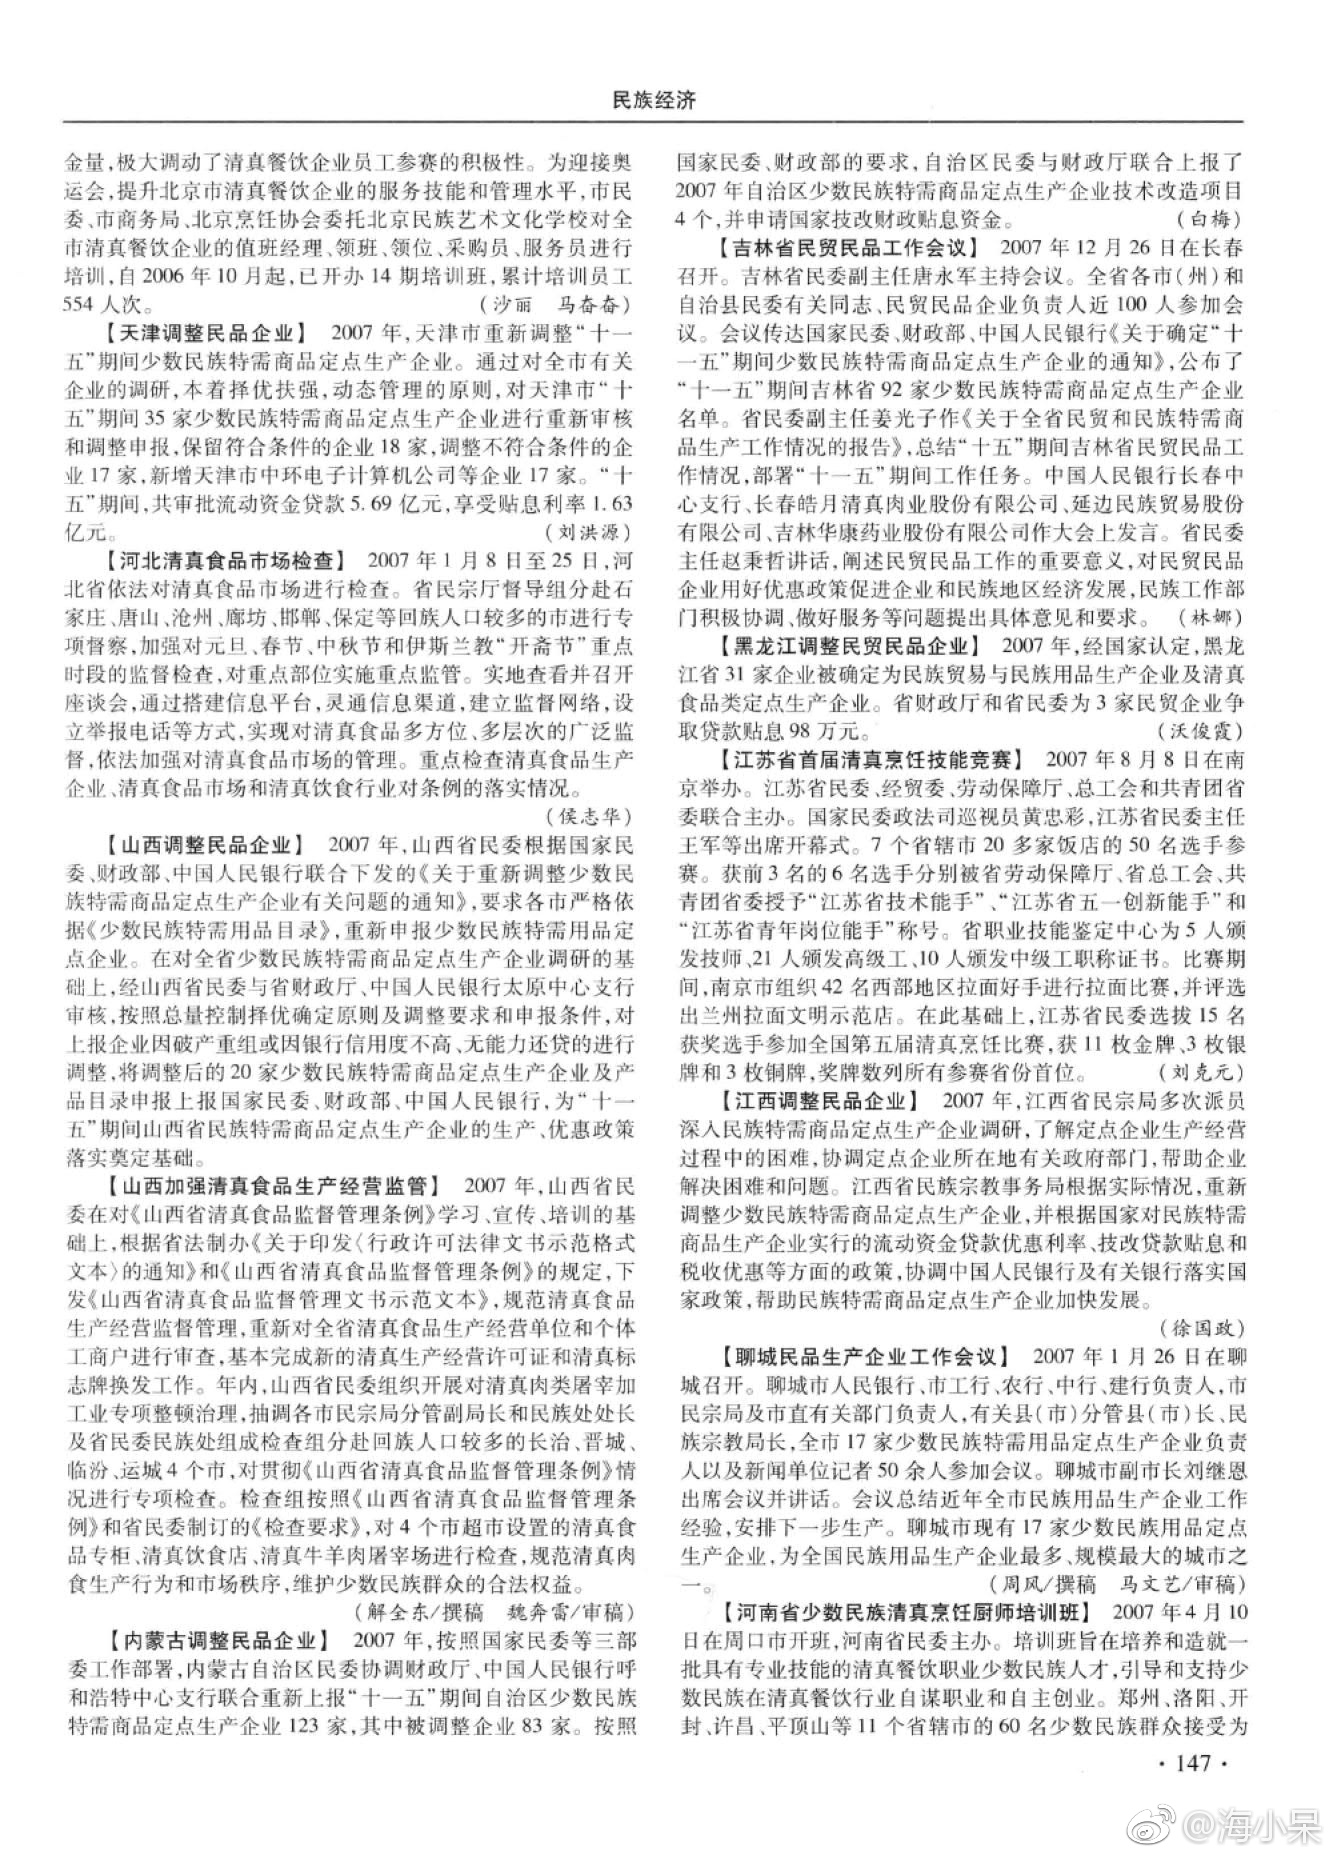 民族经济
金量,极大调动了清真餐饮企业员工参赛的积极性。为迎接奥
运会,提升北京市清真餐饮企业的服务技能和管理水平,市民
委、市商务局、北京烹饪协会委托北京民族艺术文化学校对全
市清真餐饮企业的值班经理、领班、领位、采购员、服务员进行
培训,自2006年10月起,已开办14期培训班,累计培训员工
554人次。 (沙丽 马奋奋)
【天津调整民品企业】 2007年,天津市重新调整“十一
五”期间少数民族特需商品定点生产企业。通过对全市有关
企业的调研,本着择优扶强,动态管理的原则,对天津市“十
五”期间35家少数民族特需商品定点生产企业进行重新审核
和调整申报,保留符合条件的企业18家,调整不符合条件的企
业17家,新增天津市中环电子计算机公司等企业17家。“十
五”期间,共审批流动资金贷款5.69亿元,享受贴息利率1.63
亿元。 (刘洪源)
【河北清真食品市场检查】 2007年1月8日至25日,河
北省依法对清真食品市场进行检查。省民宗厅督导组分赴石
家庄、唐山、沧州、廊坊、邯郸、保定等回族人口较多的市进行专
项督察,加强对元旦、春节、中秋节和伊斯兰教“开斋节”重点
时段的监督检查,对重点部位实施重点监管。实地查看并召开
座谈会,通过搭建信息平台,灵通信息渠道,建立监督网络,设
立举报电话等方式,实现对清真食品多方位、多层次的广泛监
督,依法加强对清真食品市场的管理。重点检查清真食品生产
企业、清真食品市场和清真饮食行业对条例的落实情况。
(侯志华)
【山西调整民品企业】 2007年,山西省民委根据国家民
委、财政部、中国人民银行联合下发的《关于重新调整少数民
族特需商品定点生产企业有关问题的通知》,要求各市严格依
据《少数民族特需用品目录》,重新申报少数民族特需用品定
点企业。在对全省少数民族特需商品定点生产企业调研的基
础上,经山西省民委与省财政厅、中国人民银行太原中心支行
审核,按照总量控制择优确定原则及调整要求和申报条件,对
上报企业因破产重组或因银行信用度不高、无能力还贷的进行
调整,将调整后的20家少数民族特需商品定点生产企业及产
品目录申报上报国家民委、财政部、中国人民银行,为“十一
五”期间山西省民族特需商品定点生产企业的生产、优惠政策
落实奠定基础。
【山西加强清真食品生产经营监管】 2007年,山西省民
委在对《山西省清真食品监督管理条例》学习、宣传、培训的基
础上,根据省法制办《关于印发〈行政许可法律文书示范格式
文本〉的通知》和《山西省清真食品监督管理条例》的规定,下
发《山西省清真食品监督管理文书示范文本》,规范清真食品
生产经营监督管理,重新对全省清真食品生产经营单位和个体
工商户进行审查,基本完成新的清真生产经营许可证和清真标
志牌换发工作。年内,山西省民委组织开展对清真肉类屠宰加
工业专项整顿治理,抽调各市民宗局分管副局长和民族处处长
及省民委民族处组成检查组分赴回族人口较多的长治、晋城、
临汾、运城4个市,对贯彻《山西省清真食品监督管理条例》情
况进行专项检查。检查组按照《山西省清真食品监督管理条
例》和省民委制订的《检查要求》,对4个市超市设置的清真食
品专柜、清真饮食店、清真牛羊肉屠宰场进行检查,规范清真肉
食生产行为和市场秩序,维护少数民族群众的合法权益。
(解全东/撰稿 魏奔雷/审稿)
【内蒙古调整民品企业】 2007年,按照国家民委等三部
委工作部署,内蒙古自治区民委协调财政厅、中国人民银行呼
和浩特中心支行联合重新上报“十一五”期间自治区少数民族
特需商品定点生产企业123家,其中被调整企业83家。按照
国家民委、财政部的要求,自治区民委与财政厅联合上报了
2007年自治区少数民族特需商品定点生产企业技术改造项目
4个,并申请国家技改财政贴息资金。 (白梅)
【吉林省民贸民品工作会议】 2007年12月26日在长春
召开。吉林省民委副主任唐永军主持会议。全省各市(州)和
自治县民委有关同志、民贸民品企业负责人近100人参加会
议。会议传达国家民委、财政部、中国人民银行《关于确定“十
一五”期间少数民族特需商品定点生产企业的通知》,公布了
“十一五”期间吉林省92家少数民族特需商品定点生产企业
名单。省民委副主任姜光子作《关于全省民贸和民族特需商
品生产工作情况的报告》,总结“十五”期间吉林省民贸民品工
作情况,部署“十一五”期间工作任务。中国人民银行长春中
心支行、长春皓月清真肉业股份有限公司、延边民族贸易股份
有限公司、吉林华康药业股份有限公司作大会上发言。省民委
主任赵秉哲讲话,阐述民贸民品工作的重要意义,对民贸民品
企业用好优惠政策促进企业和民族地区经济发展,民族工作部
门积极协调、做好服务等问题提出具体意见和要求。 (林娜)
【黑龙江调整民贸民品企业】 2007年,经国家认定,黑龙
江省31家企业被确定为民族贸易与民族用品生产企业及清真
食品类定点生产企业。省财政厅和省民委为3家民贸企业争
取贷款贴息98万元。 (沃俊霞)
【江苏省首届清真烹饪技能竞赛】 2007年8月8日在南
京举办。江苏省民委、经贸委、劳动保障厅、总工会和共青团省
委联合主办。国家民委政法司巡视员黄忠彩,江苏省民委主任
王军等出席开幕式。7个省辖市20多家饭店的50名选手参
赛。获前3名的6名选手分别被省劳动保障厅、省总工会、共
青团省委授予“江苏省技术能手”、“江苏省五一创新能手”和
“江苏省青年岗位能手”称号。省职业技能鉴定中心为5人颁
发技师、21人颁发高级工、10人颁发中级工职称证书。比赛期
间,南京市组织42名西部地区拉面好手进行拉面比赛,并评选
出兰州拉面文明示范店。在此基础上,江苏省民委选拔15名
获奖选手参加全国第五届清真烹饪比赛,获11枚金牌、3枚银
牌和3枚铜牌,奖牌数列所有参赛省份首位。 (刘克元)
【江西调整民品企业】 2007年,江西省民宗局多次派员
深入民族特需商品定点生产企业调研,了解定点企业生产经营
过程中的困难,协调定点企业所在地有关政府部门,帮助企业
解决困难和问题。江西省民族宗教事务局根据实际情况,重新
调整少数民族特需商品定点生产企业,并根据国家对民族特需
商品生产企业实行的流动资金贷款优惠利率、技改贷款贴息和
税收优惠等方面的政策,协调中国人民银行及有关银行落实国
家政策,帮助民族特需商品定点生产企业加快发展。
(徐国政)
【聊城民品生产企业工作会议】 2007年1月26日在聊
城召开。聊城市人民银行、市工行、农行、中行、建行负责人,市
民宗局及市直有关部门负责人,有关县(市)分管县(市)长、民
族宗教局长,全市17家少数民族特需用品定点生产企业负责
人以及新闻单位记者50余人参加会议。聊城市副市长刘继恩
出席会议并讲话。会议总结近年全市民族用品生产企业工作
经验,安排下一步生产。聊城市现有17家少数民族用品定点
生产企业,为全国民族用品生产企业最多、规模最大的城市之
一。 (周风/撰稿 马文艺/审稿)
【河南省少数民族清真烹饪厨师培训班】 2007年4月10
日在周口市开班,河南省民委主办。培训班旨在培养和造就一
批具有专业技能的清真餐饮职业少数民族人才,引导和支持少
数民族在清真餐饮行业自谋职业和自主创业。郑州、洛阳、开
封、许昌、平顶山等11个省辖市的60名少数民族群众接受为
·147·
@海小呆